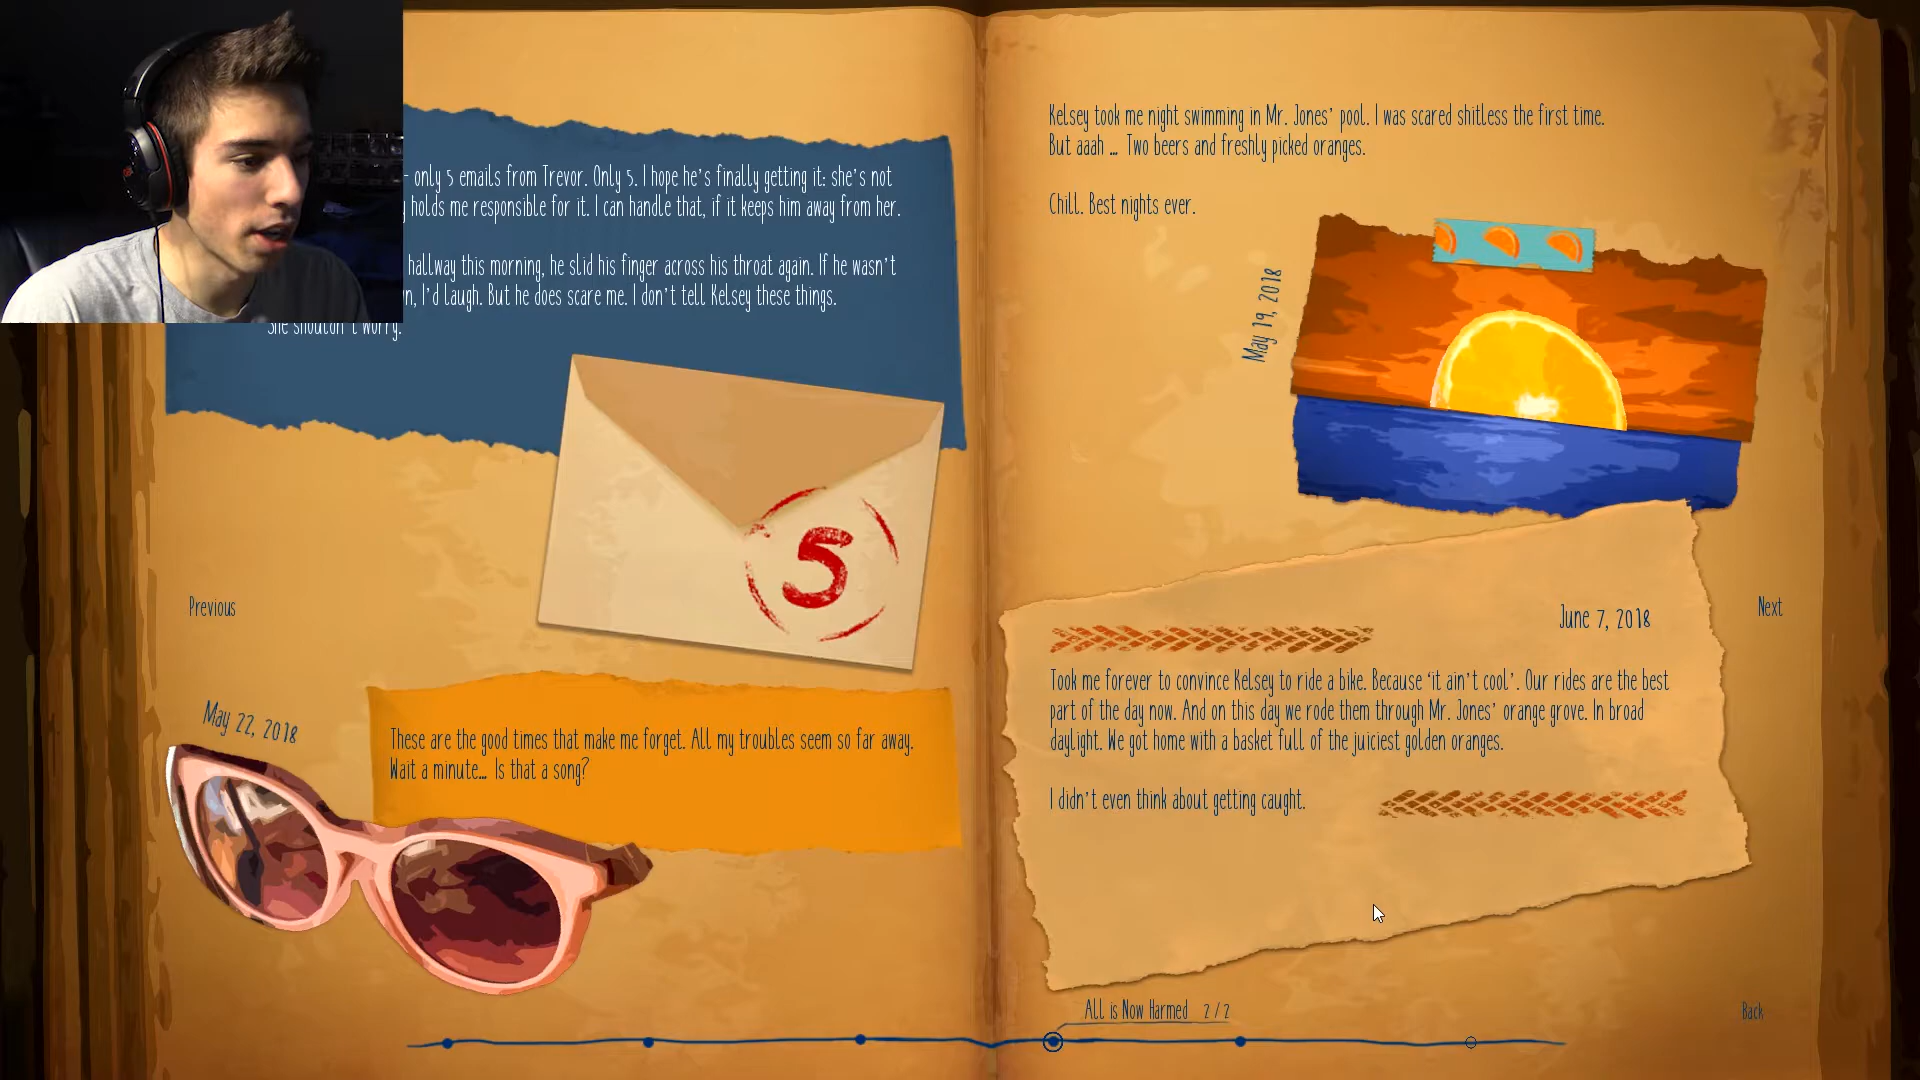 - only 5 emails from Trevor. Only 5. I hope he's finally getting it: she's not
holds me responsible for it. I can handle that, if it keeps him away from her.
hallway this morning, he slid his finger across his throat again. If he wasn't
I'd laugh. But he does scare me. I don't tell Kelsey these things.
She shouldn't worry.
5
Previous
May 22, 2018
These are the good times that make me forget. All my troubles seem so far away.
Wait a minute... Is that a song?
Kelsey took me night swimming in Mr. Jones' pool. I was scared shitless the first time.
But aaah ... Two beers and freshly picked oranges.
Chill. Best nights ever.
May 19, 2018
June 7, 2018
Next
Took me forever to convince Kelsey to ride a bike. Because 'it ain't cool'. Our rides are the best
part of the day now. And on this day we rode them through Mr. Jones' orange grove. In broad
daylight. We got home with a basket full of the juiciest golden oranges.
I didn't even think about getting caught.
All is Now Harmed 2/2
Back